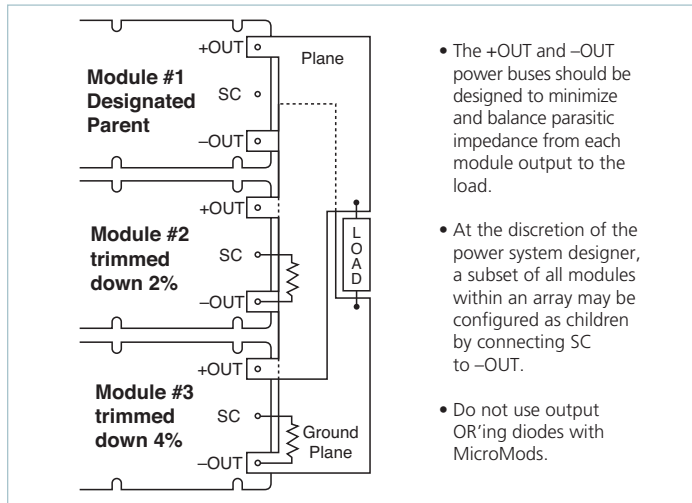 +OUT
Plane
Module #1
Designated
Parent
SC
–OUT
+OUT
Module #2
trimmed
down 2%
SC
–OUT
LOAD
+OUT
Module #3
trimmed
down 4%
SC
Ground
Plane
–OUT
• The +OUT and –OUT
power buses should be
designed to minimize
and balance parasitic
impedance from each
module output to the
load.
• At the discretion of the
power system designer,
a subset of all modules
within an array may be
configured as children
by connecting SC
to –OUT.
• Do not use output
OR'ing diodes with
MicroMods.